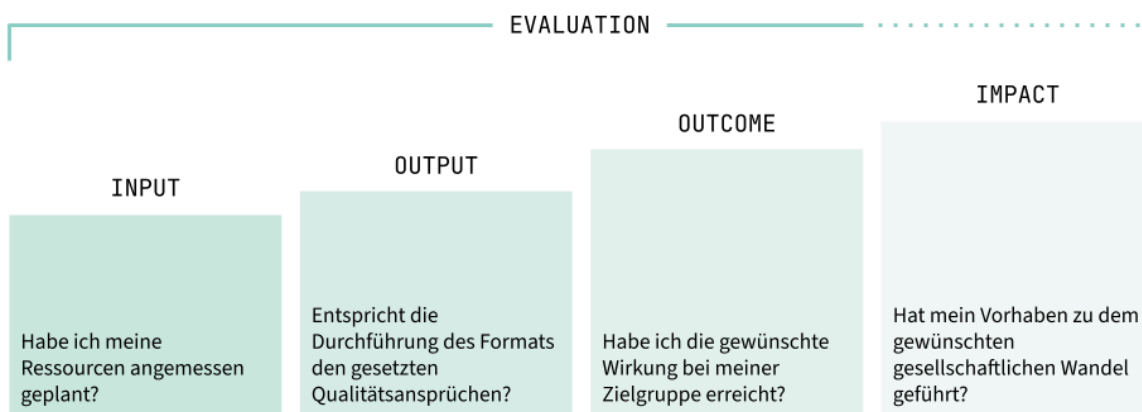 EVALUATION
IMPACT
OUTCOME
OUTPUT
INPUT
Habe ich meine
Ressourcen angemessen
geplant?
Entspricht die
Durchführung des Formats
den gesetzten
Qualitätsansprüchen?
Habe ich die gewünschte
Wirkung bei meiner
Zielgruppe erreicht?
Hat mein Vorhaben zu dem
gewünschten
gesellschaftlichen Wandel
geführt?